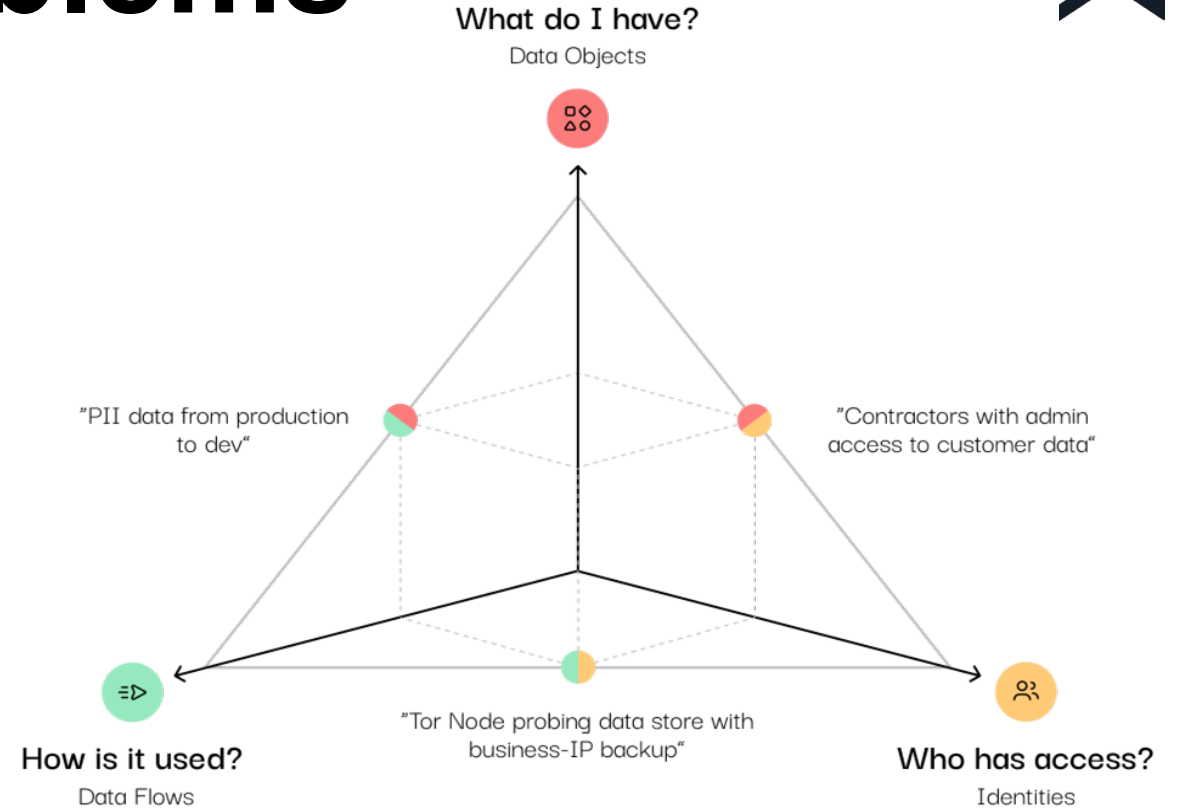 What do I have?
Data Objects
”PII data from production
to dev“
”Contractors with admin
access to customer data“
”Tor Node probing data store with
business-IP backup“
How is it used?
Data Flows
Who has access?
Identities